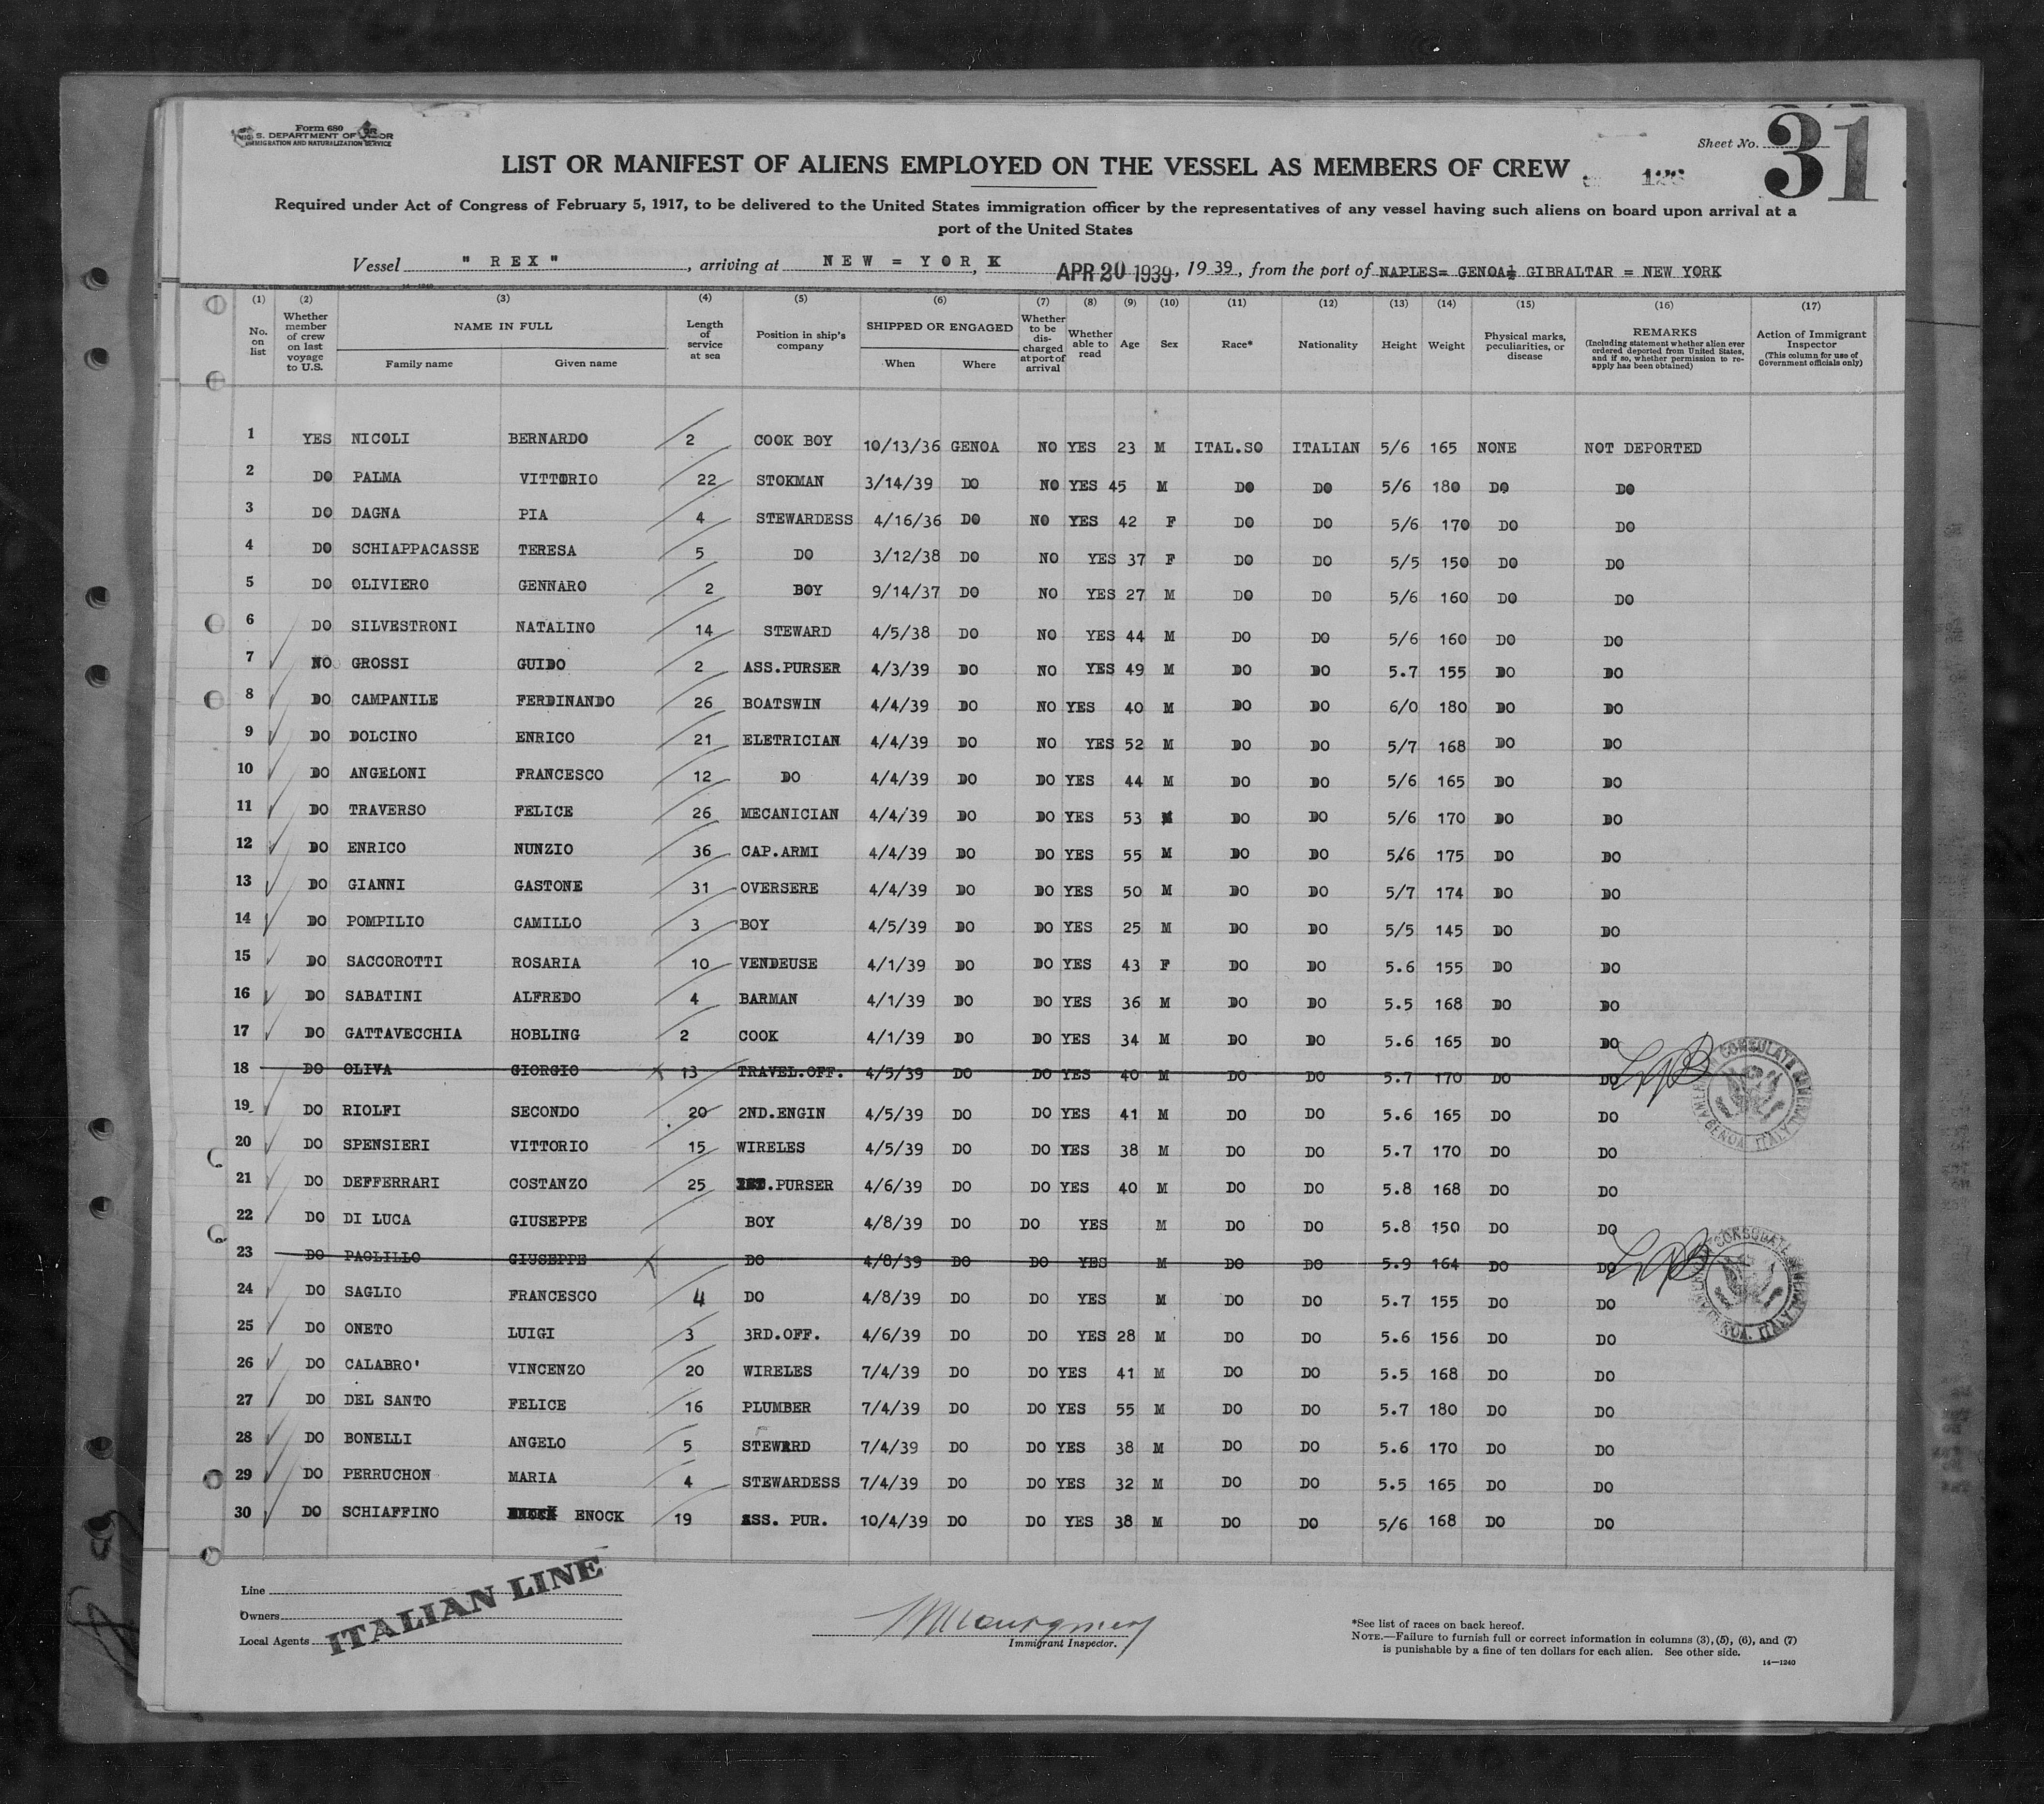 Form 680
S. DEPARTMENT OF
IMMIGRATION AND NATURALIZATION SERVICE
Sheet No. 31
LIST OR MANIFEST OF ALIENS EMPLOYED ON THE VESSEL AS MEMBERS OF CREW
Required under Act of Congress of February 5, 1917, to be delivered to the United States immigration officer by the representatives of any vessel having such aliens on board upon arrival at a
port of the United States
Vessel " REX ", arriving at NEW = YORK, APR 20 1939, 1939, from the port of NAPLES= GENOA= GIBRALTAR = NEW YORK
(1) (2) (3) (4) (5) (6) (7) (8) (9) (10) (11) (12) (13) (14) (15) (16) (17)
No. on list
Whether member of crew on last voyage to U.S.
NAME IN FULL
Family name
Given name
Length of service at sea
Position in ship's company
SHIPPED OR ENGAGED
When
Where
Whether to be discharged at port of arrival
Whether able to read
Age
Sex
Race*
Nationality
Height
Weight
Physical marks, peculiarities, or disease
REMARKS
(Including statement whether alien ever ordered deported from United States, and if so, whether permission to reapply has been obtained)
Action of Immigrant Inspector
(This column for use of Government officials only)
1 YES NICOLI BERNARDO 2 COOK BOY 10/13/36 GENOA NO YES 23 M ITAL.SO ITALIAN 5/6 165 NONE NOT DEPORTED
2 DO PALMA VITTORIO 22 STOKMAN 3/14/39 DO NO YES 45 M DO DO 5/6 180 DO DO
3 DO DAGNA PIA 4 STEWARDESS 4/16/36 DO NO YES 42 F DO DO 5/6 170 DO DO
4 DO SCHIAPPACASSE TERESA 5 DO 3/12/38 DO NO YES 37 F DO DO 5/5 150 DO DO
5 DO OLIVIERO GENNARO 2 BOY 9/14/37 DO NO YES 27 M DO DO 5/6 160 DO DO
6 DO SILVESTRONI NATALINO 14 STEWARD 4/5/38 DO NO YES 44 M DO DO 5/6 160 DO DO
7 NO GROSSI GUIDO 2 ASS.PURSER 4/3/39 DO NO YES 49 M DO DO 5.7 155 DO DO
8 DO CAMPANILE FERDINANDO 26 BOATSWIN 4/4/39 DO NO YES 40 M DO DO 6/0 180 DO DO
9 DO DOLCINO ENRICO 21 ELETRICIAN 4/4/39 DO NO YES 52 M DO DO 5/7 168 DO DO
10 DO ANGELONI FRANCESCO 12 DO 4/4/39 DO DO YES 44 M DO DO 5/6 165 DO DO
11 DO TRAVERSO FELICE 26 MECANICIAN 4/4/39 DO DO YES 53 M DO DO 5/6 170 DO DO
12 DO ENRICO NUNZIO 36 CAP.ARMI 4/4/39 DO DO YES 55 M DO DO 5/6 175 DO DO
13 DO GIANNI GASTONE 31 OVERSERE 4/4/39 DO DO YES 50 M DO DO 5/7 174 DO DO
14 DO POMPILIO CAMILLO 3 BOY 4/5/39 DO DO YES 25 M DO DO 5/5 145 DO DO
15 DO SACCOROTTI ROSARIA 10 VENDEUSE 4/1/39 DO DO YES 43 F DO DO 5.6 155 DO DO
16 DO SABATINI ALFREDO 4 BARMAN 4/1/39 DO DO YES 36 M DO DO 5.5 168 DO DO
17 DO GATTAVECCHIA HOBLING 2 COOK 4/1/39 DO DO YES 34 M DO DO 5.6 165 DO DO
18 DO OLIVA GIORGIO 13 TRAVEL.OFF. 4/5/39 DO DO YES 40 M DO DO 5.7 170 DO DO
19 DO RIOLFI SECONDO 20 2ND.ENGIN 4/5/39 DO DO YES 41 M DO DO 5.6 165 DO DO
20 DO SPENSIERI VITTORIO 15 WIRELES 4/5/39 DO DO YES 38 M DO DO 5.7 170 DO DO
21 DO DEFFERRARI COSTANZO 25 .PURSER 4/6/39 DO DO YES 40 M DO DO 5.8 168 DO DO
22 DO DI LUCA GIUSEPPE BOY 4/8/39 DO DO YES M DO DO 5.8 150 DO DO
23 DO PAOLILLO GIUSEPPE DO 4/8/39 DO DO YES M DO DO 5.9 164 DO DO
24 DO SAGLIO FRANCESCO 4 DO 4/8/39 DO DO YES M DO DO 5.7 155 DO DO
25 DO ONETO LUIGI 3 3RD.OFF. 4/6/39 DO DO YES 28 M DO DO 5.6 156 DO DO
26 DO CALABRO' VINCENZO 20 WIRELES 7/4/39 DO DO YES 41 M DO DO 5.5 168 DO DO
27 DO DEL SANTO FELICE 16 PLUMBER 7/4/39 DO DO YES 55 M DO DO 5.7 180 DO DO
28 DO BONELLI ANGELO 5 STEWARD 7/4/39 DO DO YES 38 M DO DO 5.6 170 DO DO
29 DO PERRUCHON MARIA 4 STEWARDESS 7/4/39 DO DO YES 32 M DO DO 5.5 165 DO DO
30 DO SCHIAFFINO ENOCK 19 ASS. PUR. 10/4/39 DO DO YES 38 M DO DO 5/6 168 DO DO
AMERICAN CONSULATE GENERAL GENOA, ITALY
AMERICAN CONSULATE GENERAL GENOA, ITALY
Line
Owners
Local Agents
ITALIAN LINE
Immigrant Inspector.
*See list of races on back hereof.
NOTE.—Failure to furnish full or correct information in columns (3), (5), (6), and (7)
is punishable by a fine of ten dollars for each alien. See other side.
14—1240